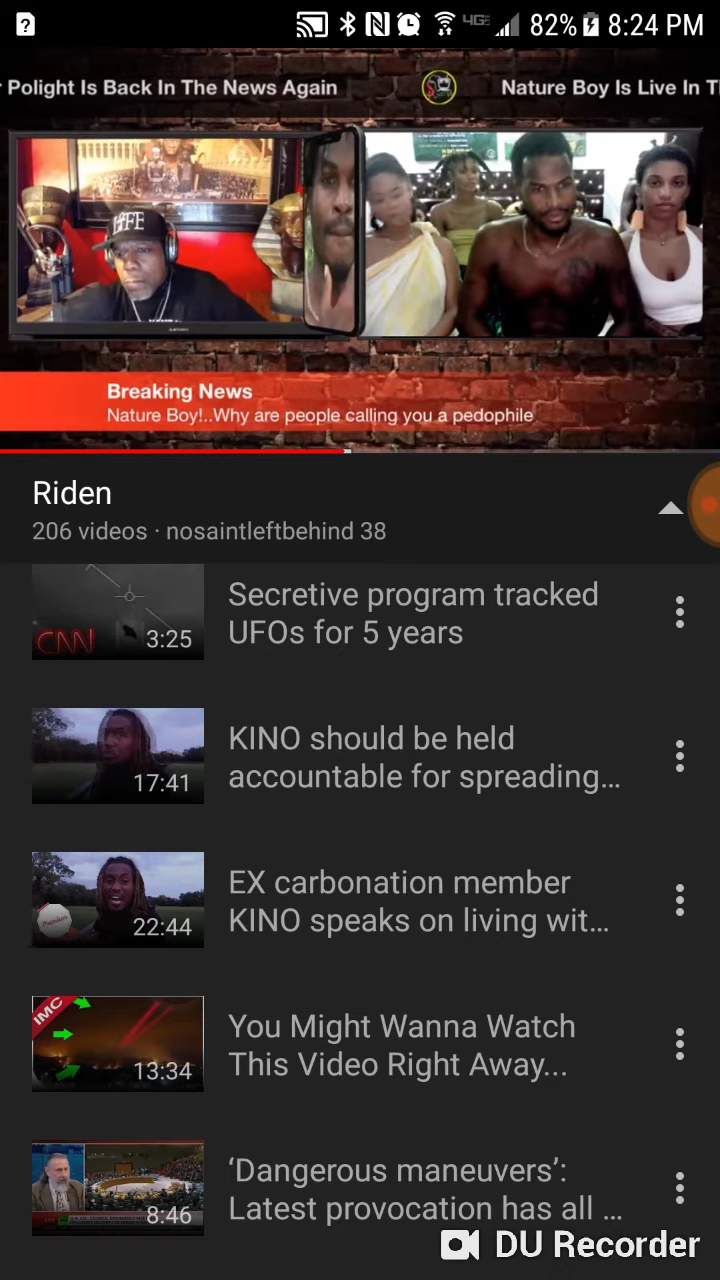 4G 82% 8:24 PM
Polight Is Back In The News Again
Nature Boy Is Live In
LIFE
Breaking News
Nature Boy!..Why are people calling you a pedophile
Riden
206 videos · nosaintleftbehind 38
Secretive program tracked
UFOs for 5 years
CNN
3:25
KINO should be held
accountable for spreading...
17:41
EX carbonation member
KINO speaks on living wit...
22:44
IMC
You Might Wanna Watch
This Video Right Away...
13:34
‘Dangerous maneuvers’:
Latest provocation has all ...
8:46
DU Recorder